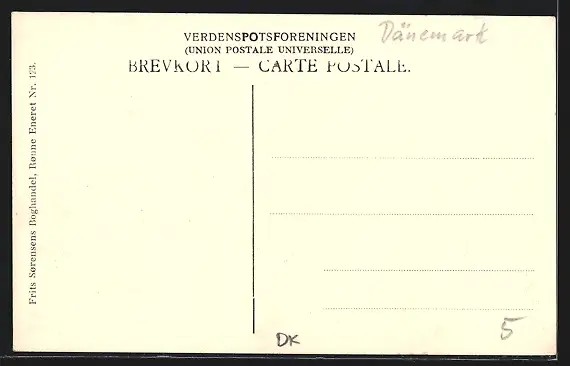 VERDENSPOTSFORENINGEN
Dänemark
(UNION POSTALE UNIVERSELLE)
BREVKORT — CARTE POSTALE.
Frits Sørensens Boghandel, Rønne Eneret Nr. 123.
5
DK